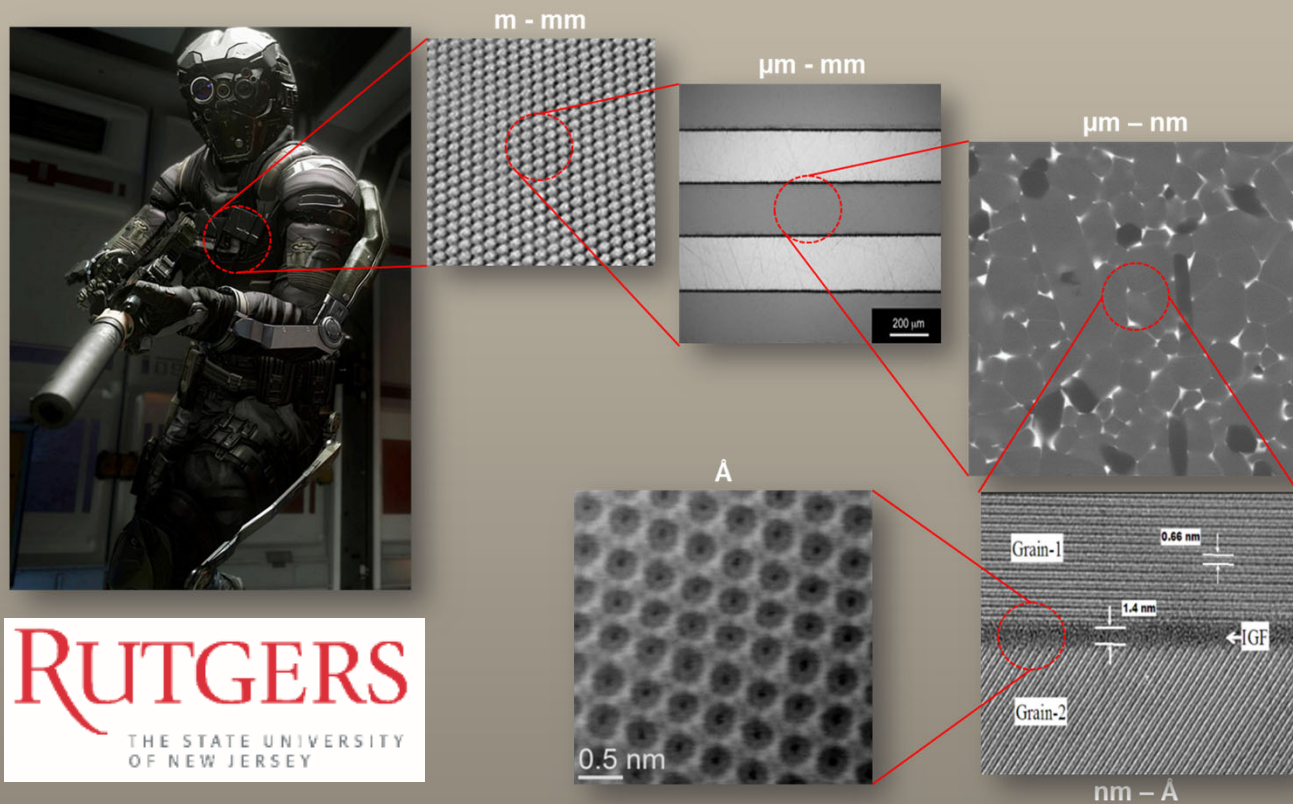 m - mm
µm - mm
µm – nm
200 µm
Å
0.5 nm
Grain-1
0.66 nm
1.4 nm
IGF
Grain-2
nm – Å
RUTGERS
THE STATE UNIVERSITY
OF NEW JERSEY